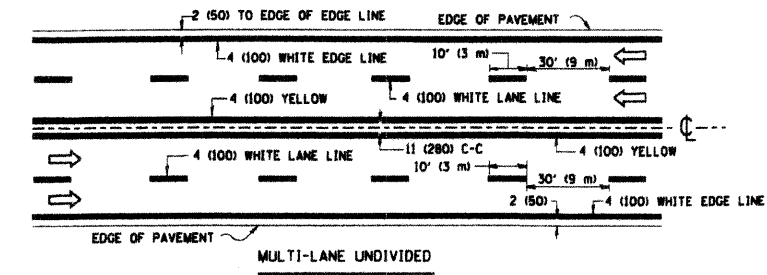 2 (50) TO EDGE OF EDGE LINE
EDGE OF PAVEMENT
4 (100) WHITE EDGE LINE
10' (3 m)
30' (9 m)
4 (100) YELLOW
4 (100) WHITE LANE LINE
℄
4 (100) WHITE LANE LINE
11 (280) C-C
4 (100) YELLOW
10' (3 m)
30' (9 m)
2 (50)
4 (100) WHITE EDGE LINE
EDGE OF PAVEMENT
MULTI-LANE UNDIVIDED